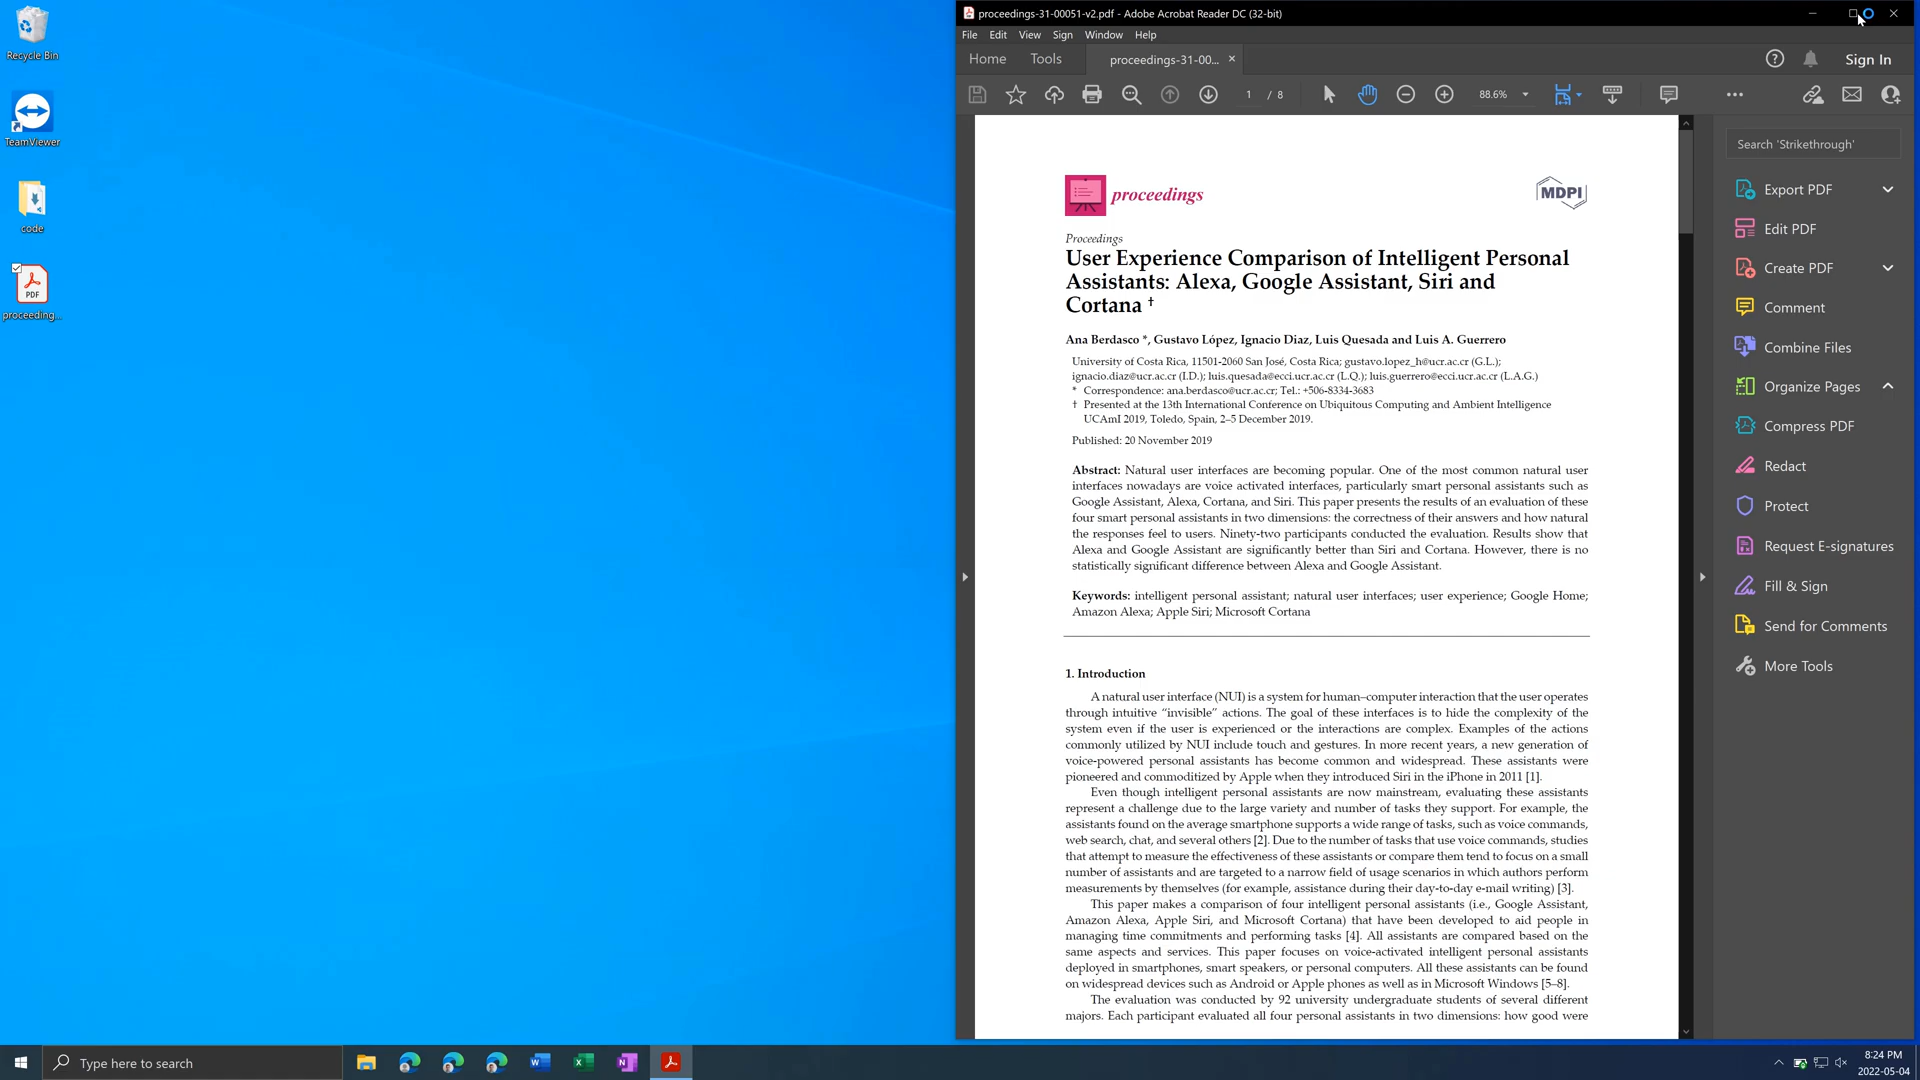 Recycle Bin
TeamViewer
code
PDF
proceeding...
proceedings-31-00051-v2.pdf - Adobe Acrobat Reader DC (32-bit)
File Edit View Sign Window Help
Home Tools proceedings-31-00... ×
Sign In
1 / 8
88.6%
proceedings
MDPI
Proceedings
User Experience Comparison of Intelligent Personal
Assistants: Alexa, Google Assistant, Siri and
Cortana †
Ana Berdasco *, Gustavo López, Ignacio Diaz, Luis Quesada and Luis A. Guerrero
University of Costa Rica, 11501-2060 San José, Costa Rica; gustavo.lopez_h@ucr.ac.cr (G.L.);
ignacio.diaz@ucr.ac.cr (I.D.); luis.quesada@ecci.ucr.ac.cr (L.Q.); luis.guerrero@ecci.ucr.ac.cr (L.A.G.)
* Correspondence: ana.berdasco@ucr.ac.cr; Tel.: +506-8334-3683
† Presented at the 13th International Conference on Ubiquitous Computing and Ambient Intelligence
UCAmI 2019, Toledo, Spain, 2–5 December 2019.
Published: 20 November 2019
Abstract: Natural user interfaces are becoming popular. One of the most common natural user
interfaces nowadays are voice activated interfaces, particularly smart personal assistants such as
Google Assistant, Alexa, Cortana, and Siri. This paper presents the results of an evaluation of these
four smart personal assistants in two dimensions: the correctness of their answers and how natural
the responses feel to users. Ninety-two participants conducted the evaluation. Results show that
Alexa and Google Assistant are significantly better than Siri and Cortana. However, there is no
statistically significant difference between Alexa and Google Assistant.
Keywords: intelligent personal assistant; natural user interfaces; user experience; Google Home;
Amazon Alexa; Apple Siri; Microsoft Cortana
1. Introduction
A natural user interface (NUI) is a system for human–computer interaction that the user operates
through intuitive “invisible” actions. The goal of these interfaces is to hide the complexity of the
system even if the user is experienced or the interactions are complex. Examples of the actions
commonly utilized by NUI include touch and gestures. In more recent years, a new generation of
voice-powered personal assistants has become common and widespread. These assistants were
pioneered and commoditized by Apple when they introduced Siri in the iPhone in 2011 [1].
Even though intelligent personal assistants are now mainstream, evaluating these assistants
represent a challenge due to the large variety and number of tasks they support. For example, the
assistants found on the average smartphone supports a wide range of tasks, such as voice commands,
web search, chat, and several others [2]. Due to the number of tasks that use voice commands, studies
that attempt to measure the effectiveness of these assistants or compare them tend to focus on a small
number of assistants and are targeted to a narrow field of usage scenarios in which authors perform
measurements by themselves (for example, assistance during their day-to-day e-mail writing) [3].
This paper makes a comparison of four intelligent personal assistants (i.e., Google Assistant,
Amazon Alexa, Apple Siri, and Microsoft Cortana) that have been developed to aid people in
managing time commitments and performing tasks [4]. All assistants are compared based on the
same aspects and services. This paper focuses on voice-activated intelligent personal assistants
deployed in smartphones, smart speakers, or personal computers. All these assistants can be found
on widespread devices such as Android or Apple phones as well as in Microsoft Windows [5–8].
The evaluation was conducted by 92 university undergraduate students of several different
majors. Each participant evaluated all four personal assistants in two dimensions: how good were
Search 'Strikethrough'
Export PDF
Edit PDF
Create PDF
Comment
Combine Files
Organize Pages
Compress PDF
Redact
Protect
Request E-signatures
Fill & Sign
Send for Comments
More Tools
Type here to search
8:24 PM
2022-05-04